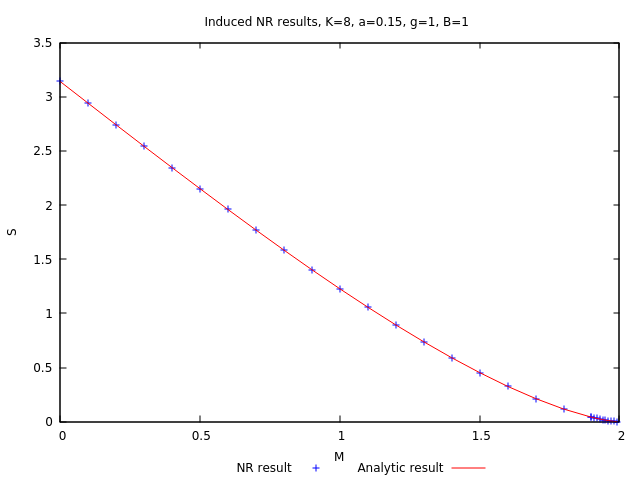 Induced NR results, K=8, a=0.15, g=1, B=1
3.5
3
2.5
2
1.5
1
0.5
0
S
0 0.5 1 1.5 2
M
NR result Analytic result